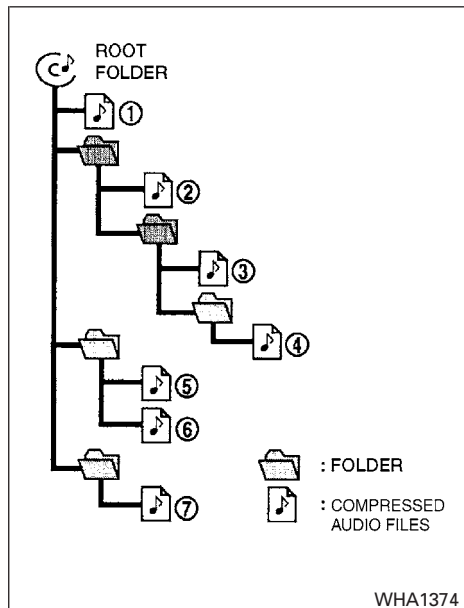 ROOT
FOLDER
①
②
③
④
⑤
⑥
⑦
: FOLDER
: COMPRESSED
AUDIO FILES
WHA1374